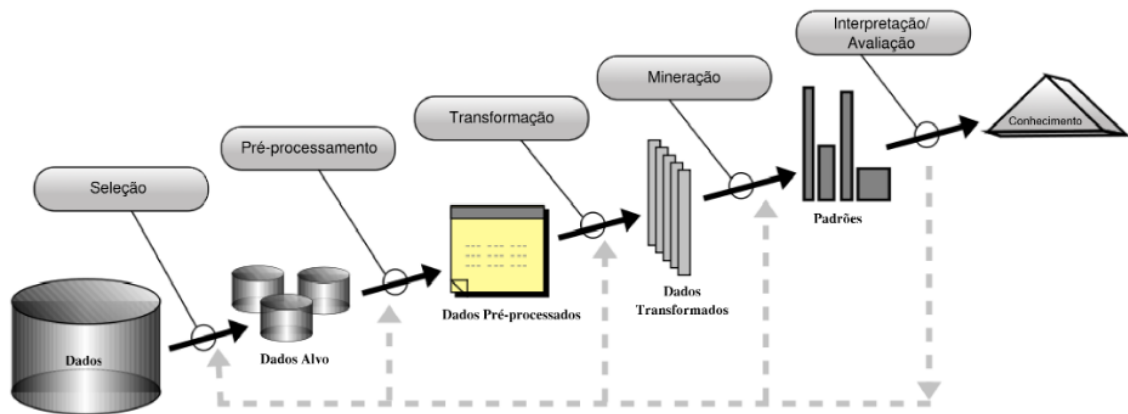 Interpretação/
Avaliação
Mineração
Transformação
Pré-processamento
Seleção
Conhecimento
Padrões
Dados
Transformados
Dados Pré-processados
Dados Alvo
Dados